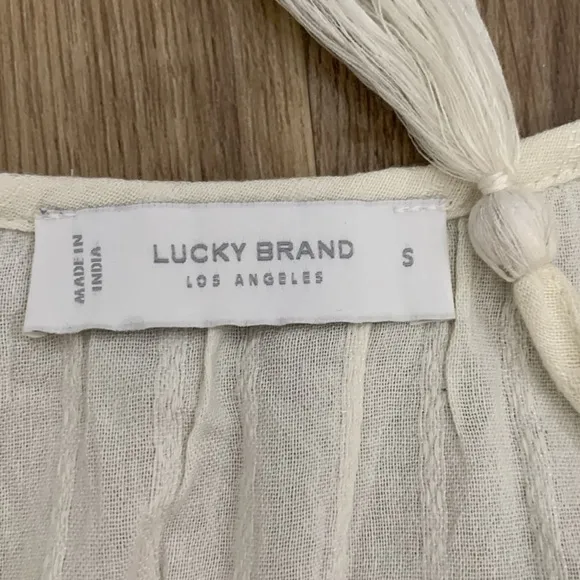 MADE IN
INDIA
LUCKY BRAND
LOS ANGELES
S